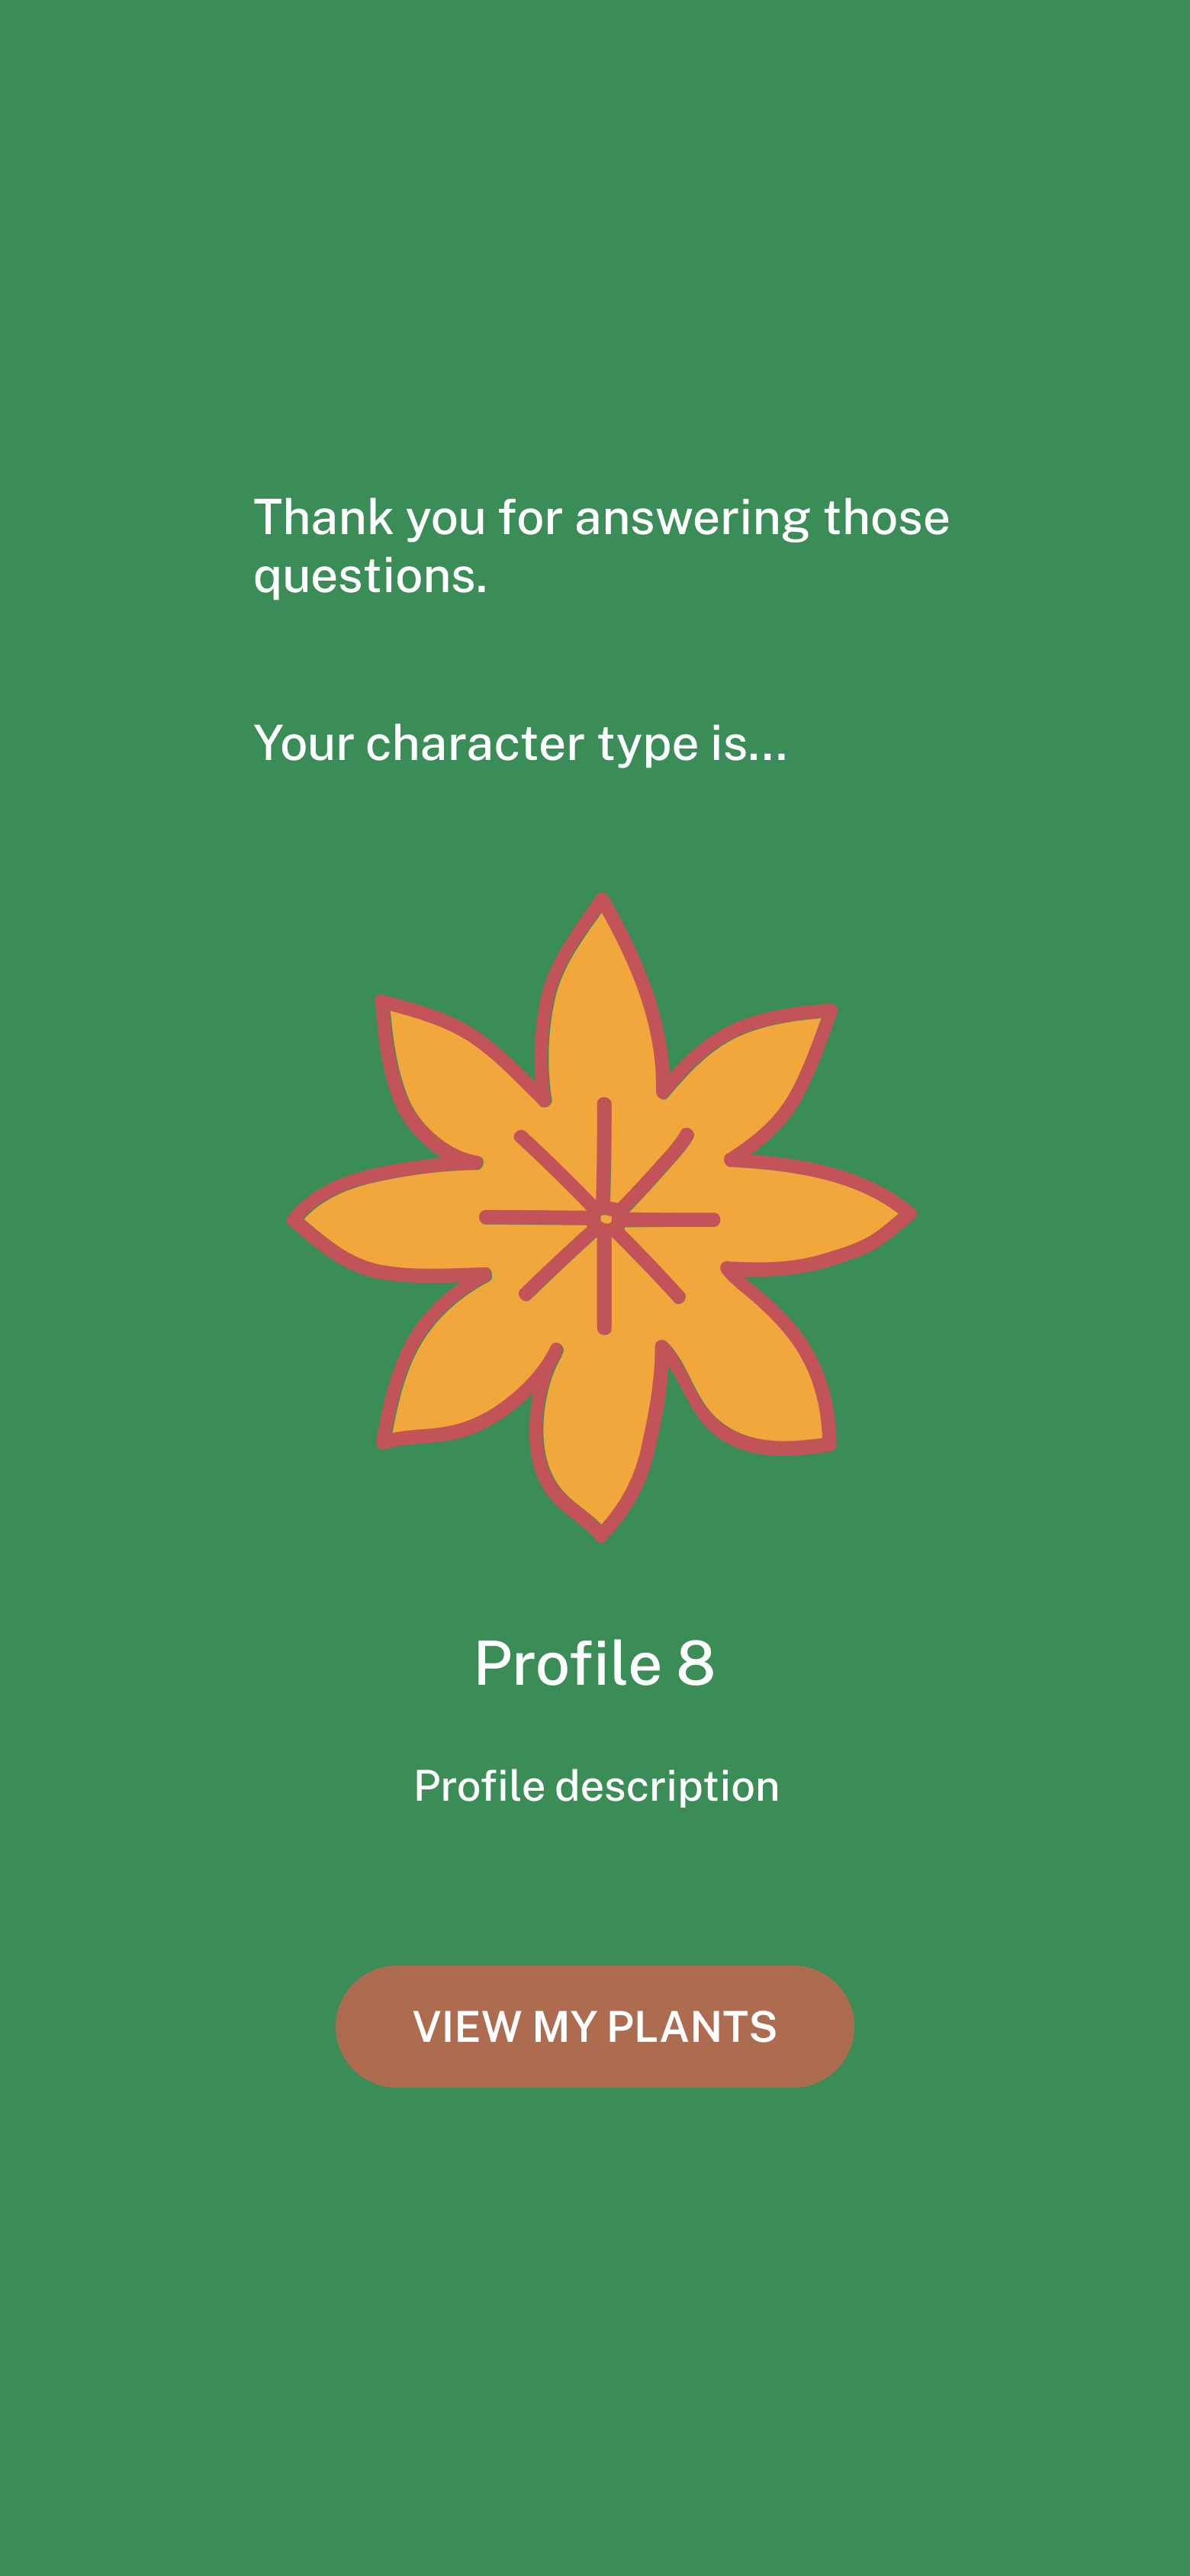 Thank you for answering those
questions.
Your character type is...
Profile 8
Profile description
VIEW MY PLANTS